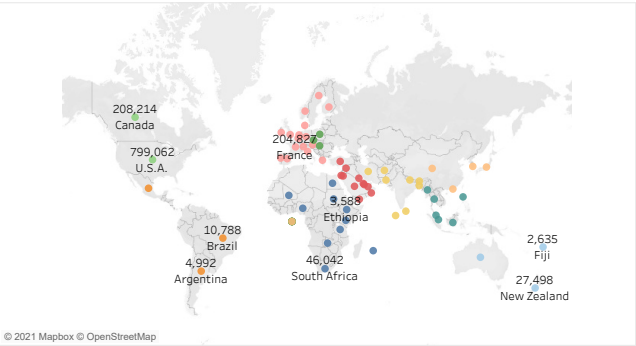 208,214
Canada
799,062
U.S.A.
204,827
France
3,588
Ethiopia
10,788
Brazil
4,992
Argentina
46,042
South Africa
2,635
Fiji
27,498
New Zealand
© 2021 Mapbox © OpenStreetMap